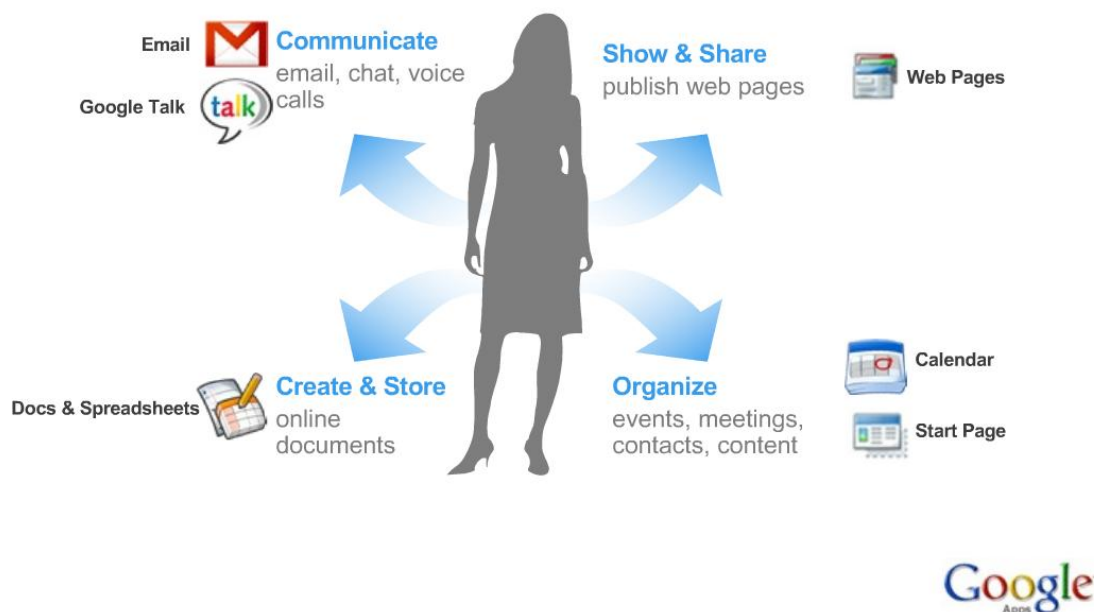 Email
Communicate
email, chat, voice
calls
Google Talk
talk
Show & Share
publish web pages
Web Pages
Docs & Spreadsheets
Create & Store
online
documents
Organize
events, meetings,
contacts, content
Calendar
Start Page
Google
Apps